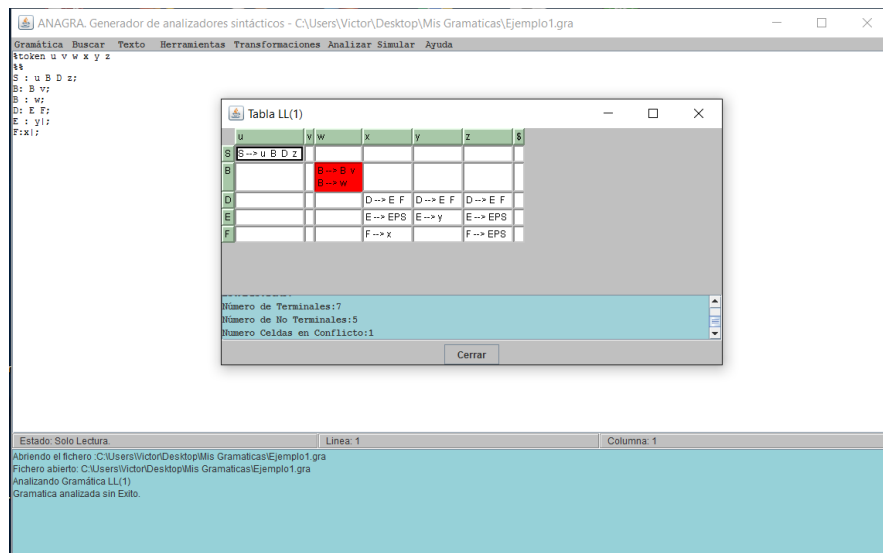 ANAGRA. Generador de analizadores sintácticos - C:\Users\Victor\Desktop\Mis Gramaticas\Ejemplo1.gra
Gramática Buscar Texto Herramientas Transformaciones Analizar Simular Ayuda
%token u v w x y z
%%
S : u B D z;
B: B v;
B : w;
D: E F;
E : y|;
F:x|;
Tabla LL(1)
u v w x y z $
S S --> u B D z
B B --> B v
B --> w
D D --> E F D --> E F D --> E F
E E --> EPS E --> y E --> EPS
F F --> x F --> EPS
Número de Terminales:7
Número de No Terminales:5
Numero Celdas en Conflicto:1
Cerrar
Estado: Solo Lectura. Linea: 1 Columna: 1
Abriendo el fichero :C:\Users\Victor\Desktop\Mis Gramaticas\Ejemplo1.gra
Fichero abierto: C:\Users\Victor\Desktop\Mis Gramaticas\Ejemplo1.gra
Analizando Gramática LL(1)
Gramatica analizada sin Exito.